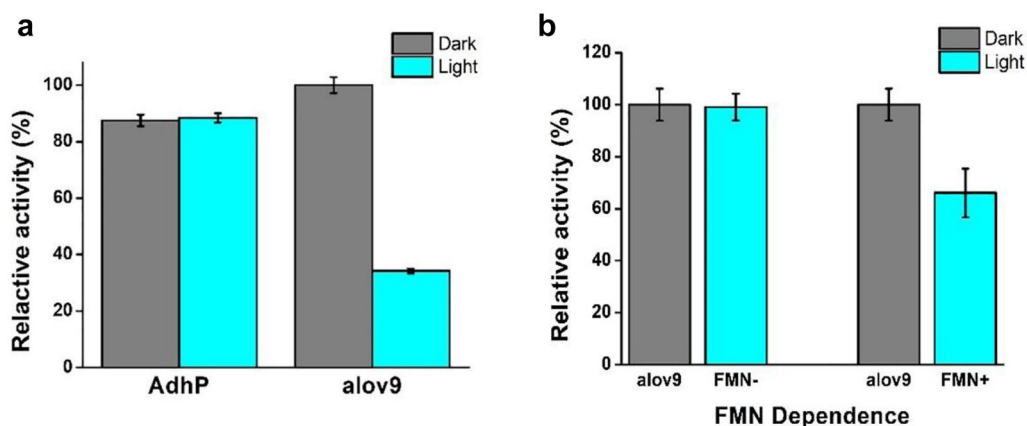 a
Dark
Light
Relactive activity (%)
100
80
60
40
20
0
AdhP alov9
b
Dark
Light
Relative activity (%)
120
100
80
60
40
20
0
alov9 FMN- alov9 FMN+
FMN Dependence